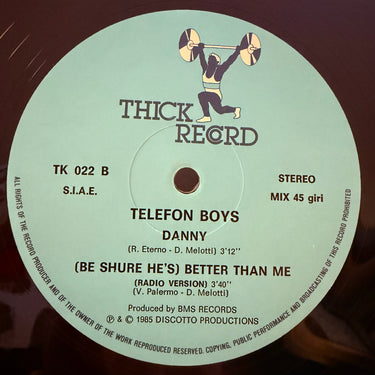 THICK
RECORD
TK 022 B
S.I.A.E.
STEREO
MIX 45 giri
TELEFON BOYS
DANNY
(R. Eterno - D. Melotti) 3'12''
(BE SHURE HE'S) BETTER THAN ME
(RADIO VERSION) 3'40''
(V. Palermo - D. Melotti)
Produced by BMS RECORDS
℗ & © 1985 DISCOTTO PRODUCTIONS
ALL RIGHTS OF THE RECORD PRODUCER AND OF THE OWNER OF THE WORK REPRODUCED RESERVED. COPYING, PUBLIC PERFORMANCE AND BROADCASTING OF THIS RECORD PROHIBITED